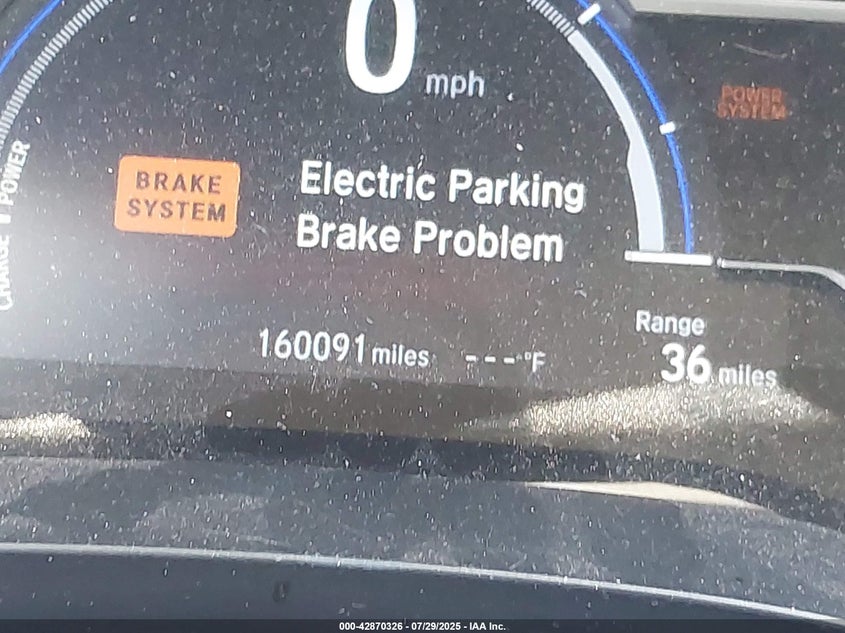 0 mph
POWER
SYSTEM
CHARGE
POWER
BRAKE
SYSTEM
Electric Parking
Brake Problem
160091 miles ---°F
Range
36 miles
000-42870326 - 07/29/2025 - IAA Inc.